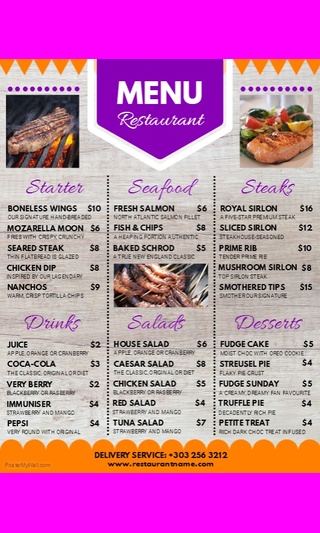 MENU
Restaurant
Starter
BONELESS WINGS $10
OUR SIGNATURE HAND-BREADED
MOZARELLA MOON $6
FRIES WITH CRISPY, CRUNCHY
SEARED STEAK $8
THIN FLATBREAD IS GLAZED
CHICKEN DIP $8
INSPIRED BY OUR LEGENDARY
NANCHOS $9
WARM, CRISP TORTILLA CHIPS
Seafood
FRESH SALMON $6
NORTH ATLANTIC SALMON FILLET
FISH & CHIPS $8
A HEAPING PORTION AUTHENTIC
BAKED SCHROD $5
A TRUE NEW ENGLAND CLASSIC
Steaks
ROYAL SIRLON $16
A FIVE-STAR PREMIUM STEAK
SLICED SIRLON $12
STEAKHOUSE-SEASONED
PRIME RIB $10
TENDER PRIME RIE
MUSHROOM SIRLON $8
TOP SIRLOIN STEAK
SMOTHERED TIPS $15
SMOTHER OUR SIGNATURE
Drinks
JUICE $2
APPLE, ORANGE OR CRANBERRY
COCA-COLA $3
THE CLASSIC ORIGINAL OR DIET
VERY BERRY $2
BLACKBERRY OR RASBERRY
IMMUNISER $4
STRAWBERRY AND MANGO
PEPSI $4
VERY ROUND WITH ORIGINAL
Salads
HOUSE SALAD $6
APPLE, ORANGE OR CRANBERRY
CAESAR SALAD $8
THE CLASSIC ORIGINAL OR DIET
CHICKEN SALAD $5
BLACKBERRY OR RASBERRY
RED SALAD $4
STRAWBERRY AND MANGO
TUNA SALAD $7
STRAWBERRY AND MANGO
Desserts
FUDGE CAKE $5
MOIST CHOC WITH OREO COOKIE
STREUSEL PIE $4
FLAKY PIE CRUST
FUDGE SUNDAY $5
A CREAMY, DREAMY FAN FAVOURITE
TRUFFLE PIE $4
DECADENTLY RICH PIE
PETITE TREAT $4
RICH DARK CHOC TREAT INFUSED
DELIVERY SERVICE: +303 256 3212
www.restaurantname.com
PosterMyWall.com